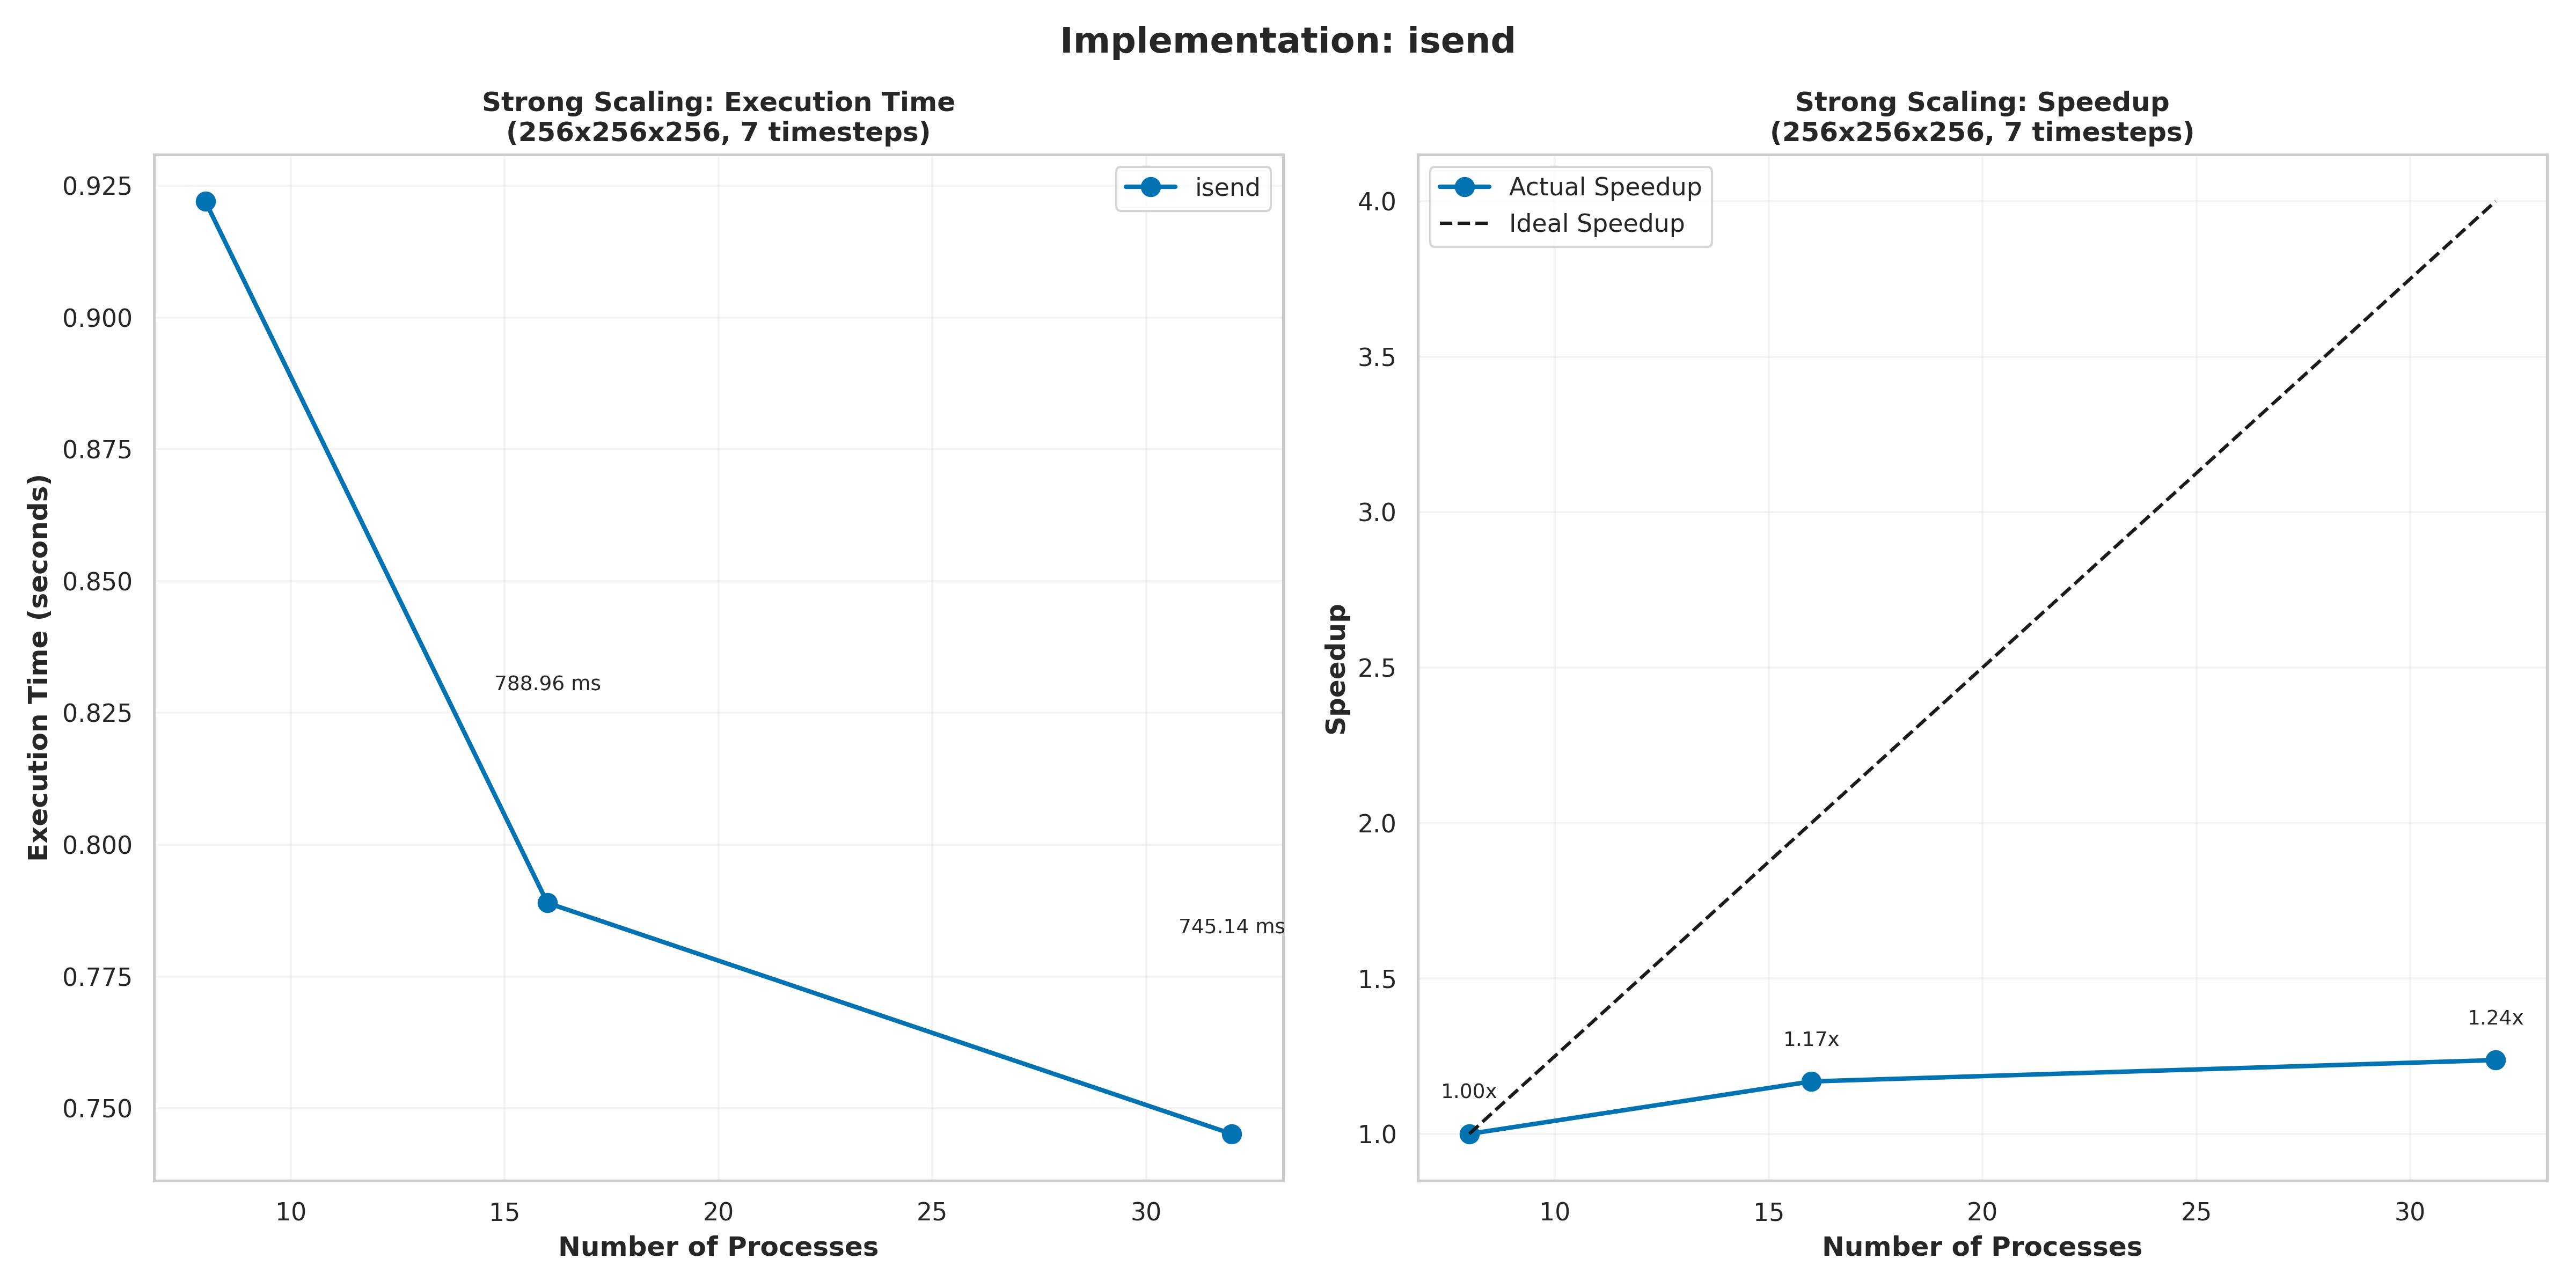 Implementation: isend
Strong Scaling: Execution Time
(256x256x256, 7 timesteps)
isend
0.925
0.900
0.875
0.850
0.825
0.800
0.775
0.750
Execution Time (seconds)
788.96 ms
745.14 ms
10
15
20
25
30
Number of Processes
Strong Scaling: Speedup
(256x256x256, 7 timesteps)
Actual Speedup
Ideal Speedup
4.0
3.5
3.0
2.5
2.0
1.5
1.0
Speedup
1.00x
1.17x
1.24x
10
15
20
25
30
Number of Processes